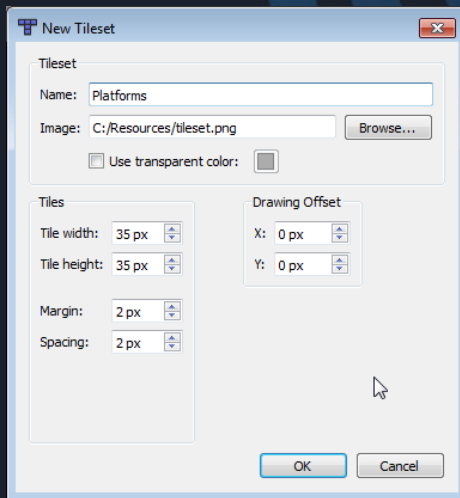 New Tileset
Tileset
Name: Platforms
Image: C:/Resources/tileset.png Browse...
Use transparent color:
Tiles
Drawing Offset
Tile width: 35 px
X: 0 px
Tile height: 35 px
Y: 0 px
Margin: 2 px
Spacing: 2 px
OK
Cancel